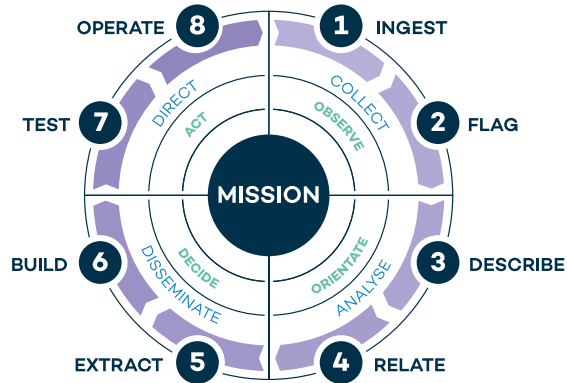 OPERATE 8
1 INGEST
DIRECT
COLLECT
ACT
OBSERVE
TEST 7
2 FLAG
MISSION
BUILD 6
3 DESCRIBE
DECIDE
ORIENTATE
DISSEMINATE
ANALYSE
EXTRACT 5
4 RELATE